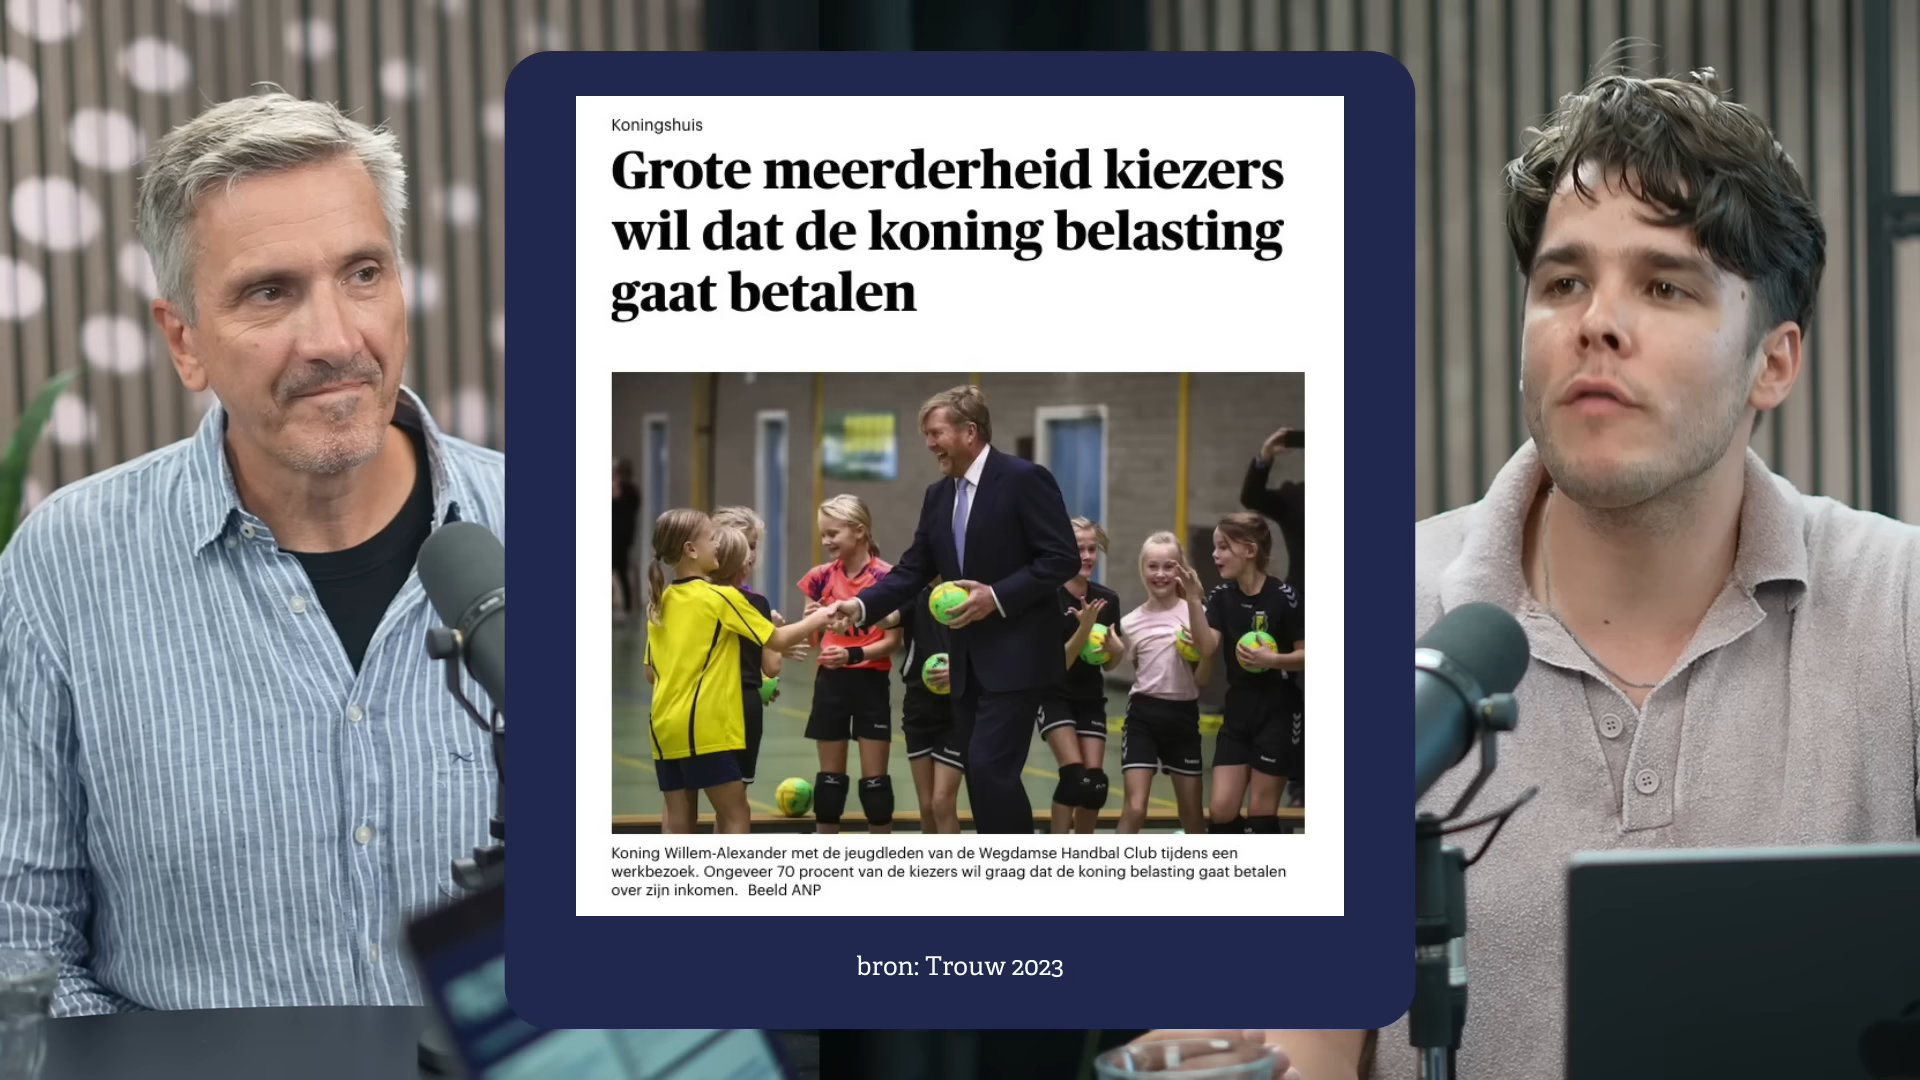 Koningshuis
Grote meerderheid kiezers
wil dat de koning belasting
gaat betalen
Koning Willem-Alexander met de jeugdleden van de Wegdamse Handbal Club tijdens een
werkbezoek. Ongeveer 70 procent van de kiezers wil graag dat de koning belasting gaat betalen
over zijn inkomen. Beeld ANP
bron: Trouw 2023